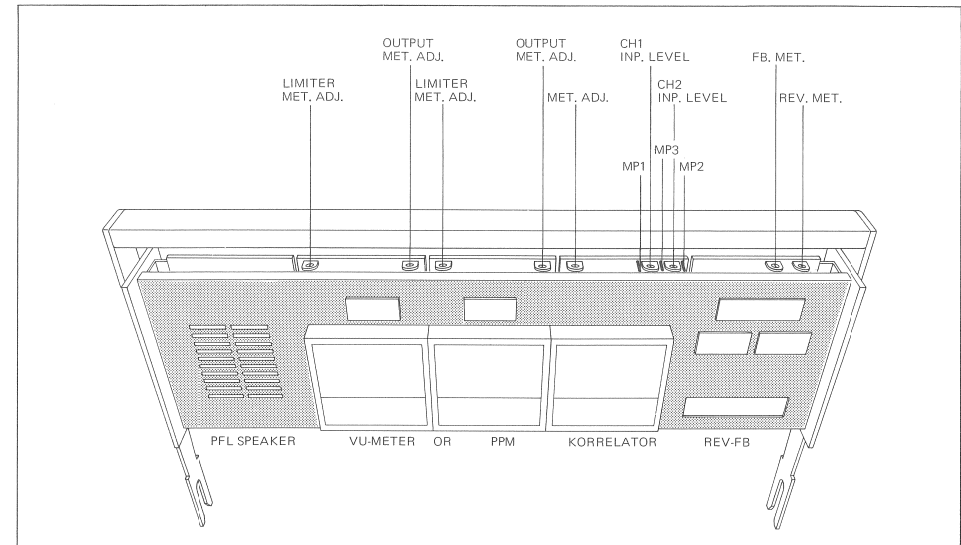 OUTPUT
MET. ADJ.
OUTPUT
MET. ADJ.
CH1
INP. LEVEL
FB. MET.
LIMITER
MET. ADJ.
LIMITER
MET. ADJ.
MET. ADJ.
CH2
INP. LEVEL
REV. MET.
MP3
MP1
MP2
PFL SPEAKER
VU-METER OR PPM
KORRELATOR
REV-FB